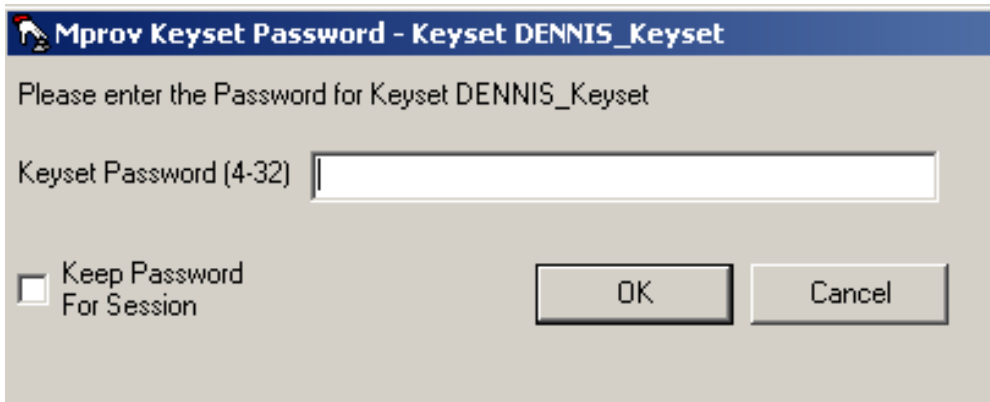 Mprov Keyset Password - Keyset DENNIS_Keyset
Please enter the Password for Keyset DENNIS_Keyset
Keyset Password (4-32)
Keep Password
For Session
OK
Cancel